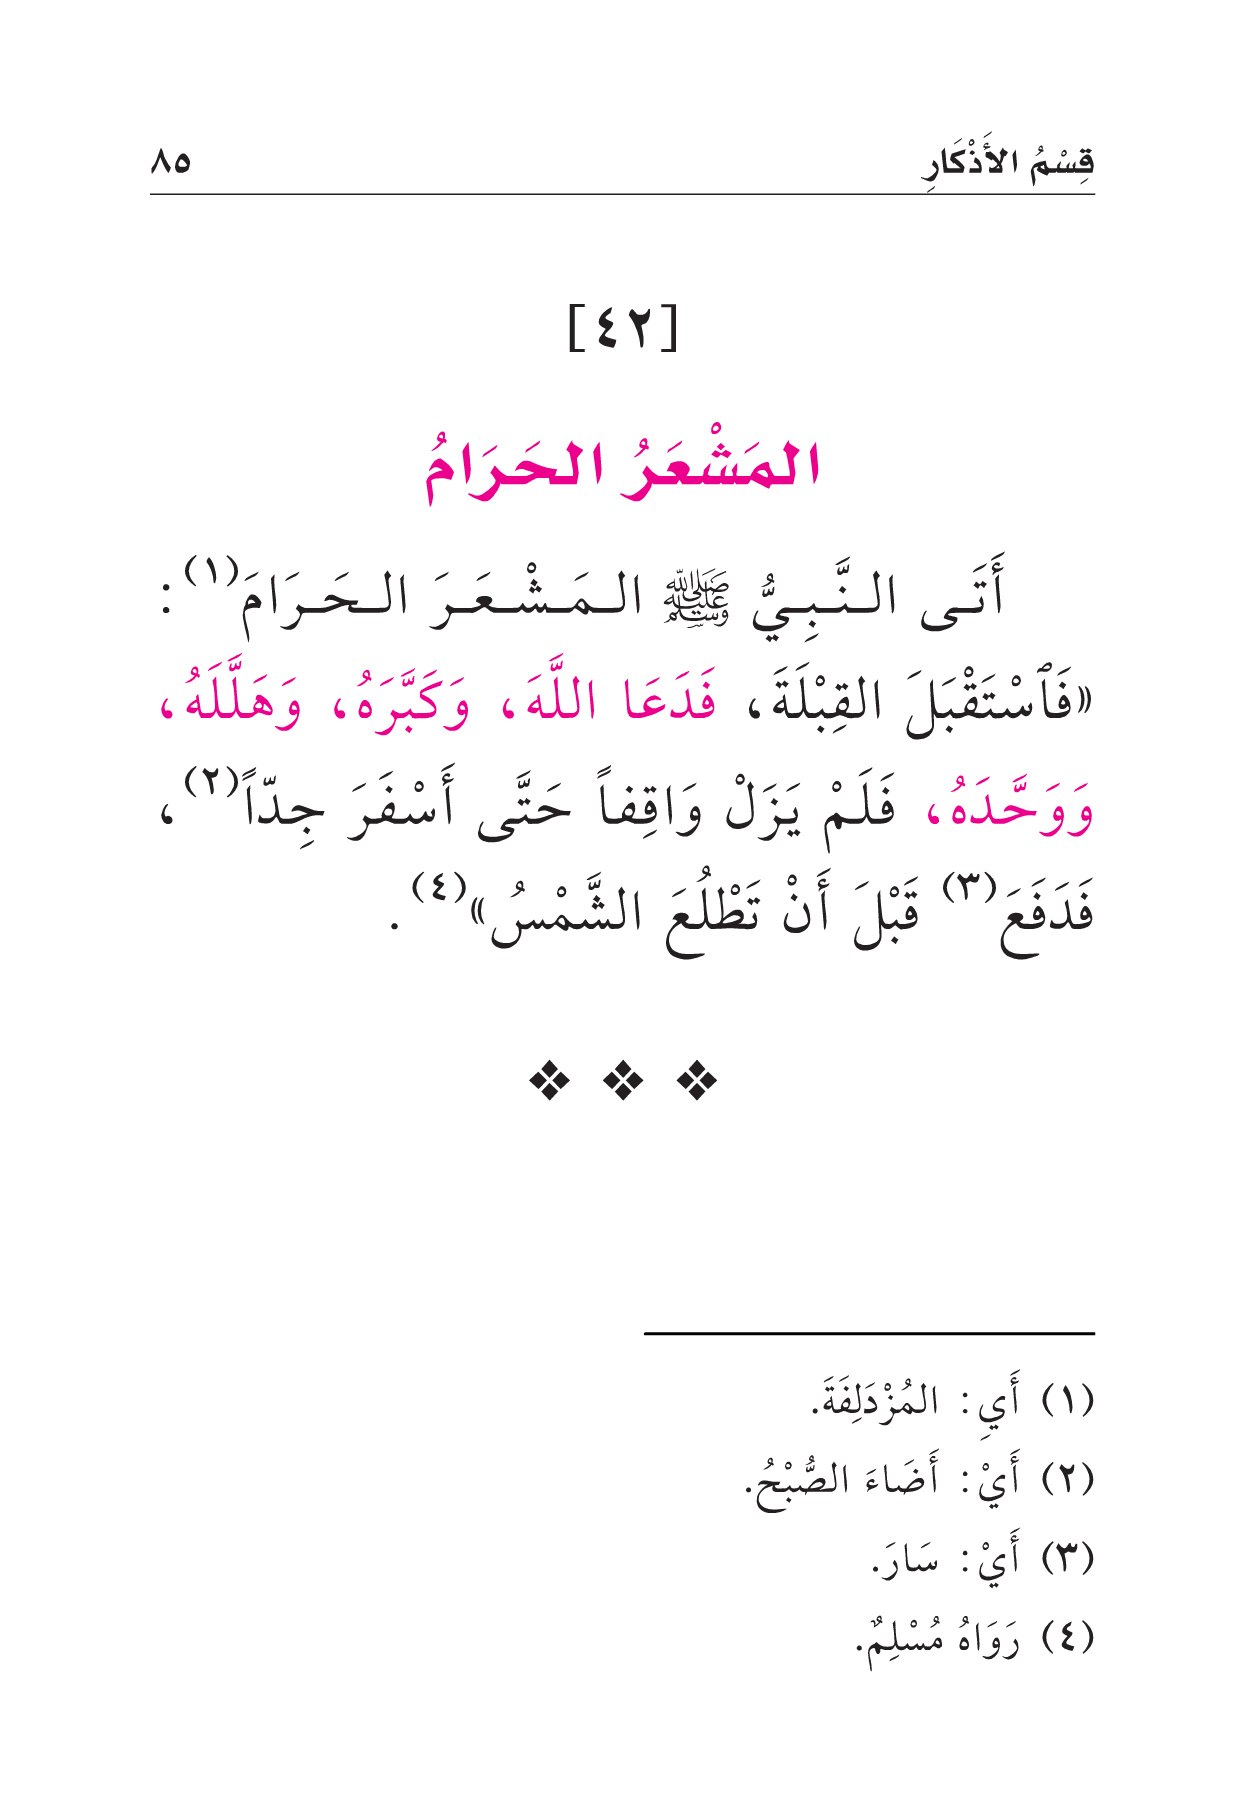 قِسْمُ الأَذْكَارِ ٨٥
[٤٢]
المَشْعَرُ الحَرَامُ
أَتَى النَّبِيُّ ﷺ المَشْعَرَ الحَرَامَ(١):
«فَٱسْتَقْبَلَ القِبْلَةَ، فَدَعَا اللَّهَ، وَكَبَّرَهُ، وَهَلَّلَهُ،
وَوَحَّدَهُ، فَلَمْ يَزَلْ وَاقِفاً حَتَّى أَسْفَرَ جِدّاً(٢)،
فَدَفَعَ(٣) قَبْلَ أَنْ تَطْلُعَ الشَّمْسُ»(٤).
(١) أَيِ: المُزْدَلِفَةَ.
(٢) أَيْ: أَضَاءَ الصُّبْحُ.
(٣) أَيْ: سَارَ.
(٤) رَوَاهُ مُسْلِمٌ.